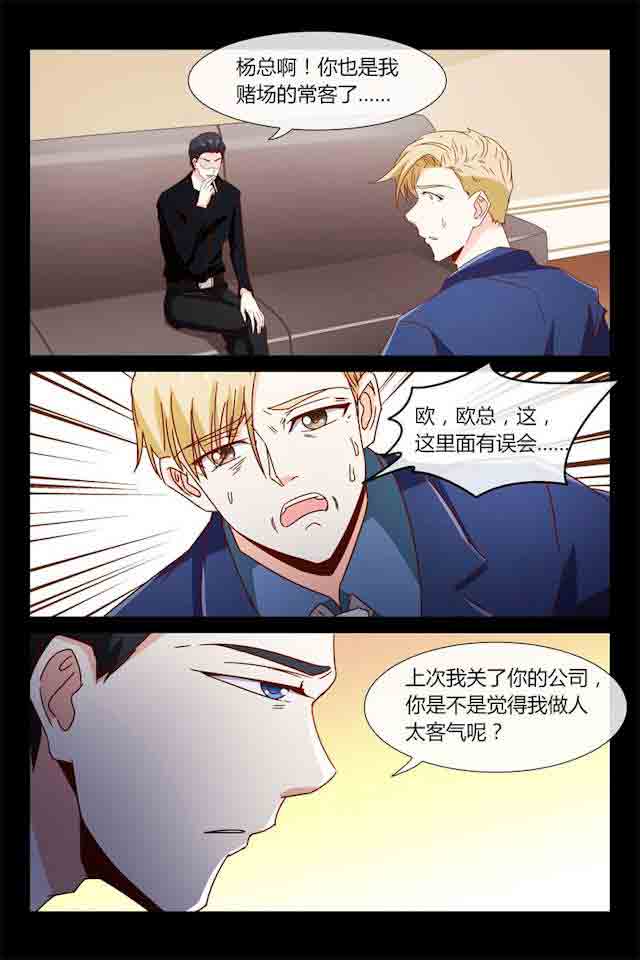 杨总啊！你也是我
赌场的常客了......
欧，欧总，这，
这里面有误会......
上次我关了你的公司，
你是不是觉得我做人
太客气呢？